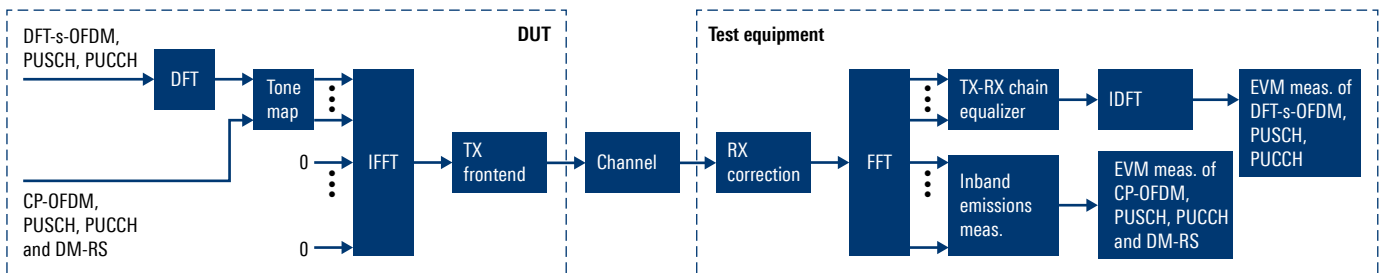 DUT
DFT-s-OFDM,
PUSCH, PUCCH
DFT
Tone
map
CP-OFDM,
PUSCH, PUCCH
and DM-RS
0
0
IFFT
TX
frontend
Channel
Test equipment
RX
correction
FFT
TX-RX chain
equalizer
IDFT
EVM meas. of
DFT-s-OFDM,
PUSCH,
PUCCH
Inband
emissions
meas.
EVM meas. of
CP-OFDM,
PUSCH, PUCCH
and DM-RS